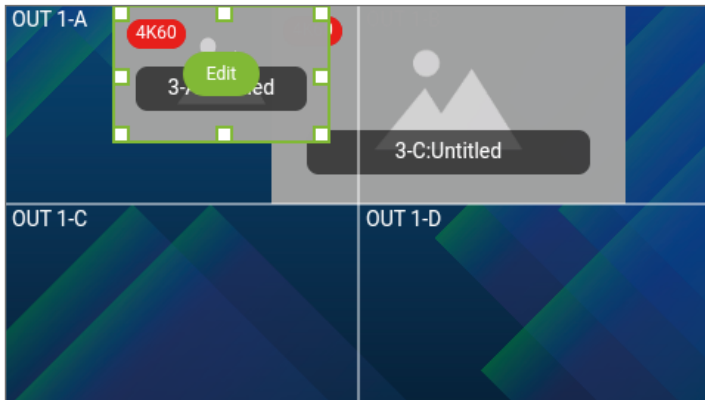 OUT 1-A
4K60
Edit
3-C:Untitled
OUT 1-C
OUT 1-D